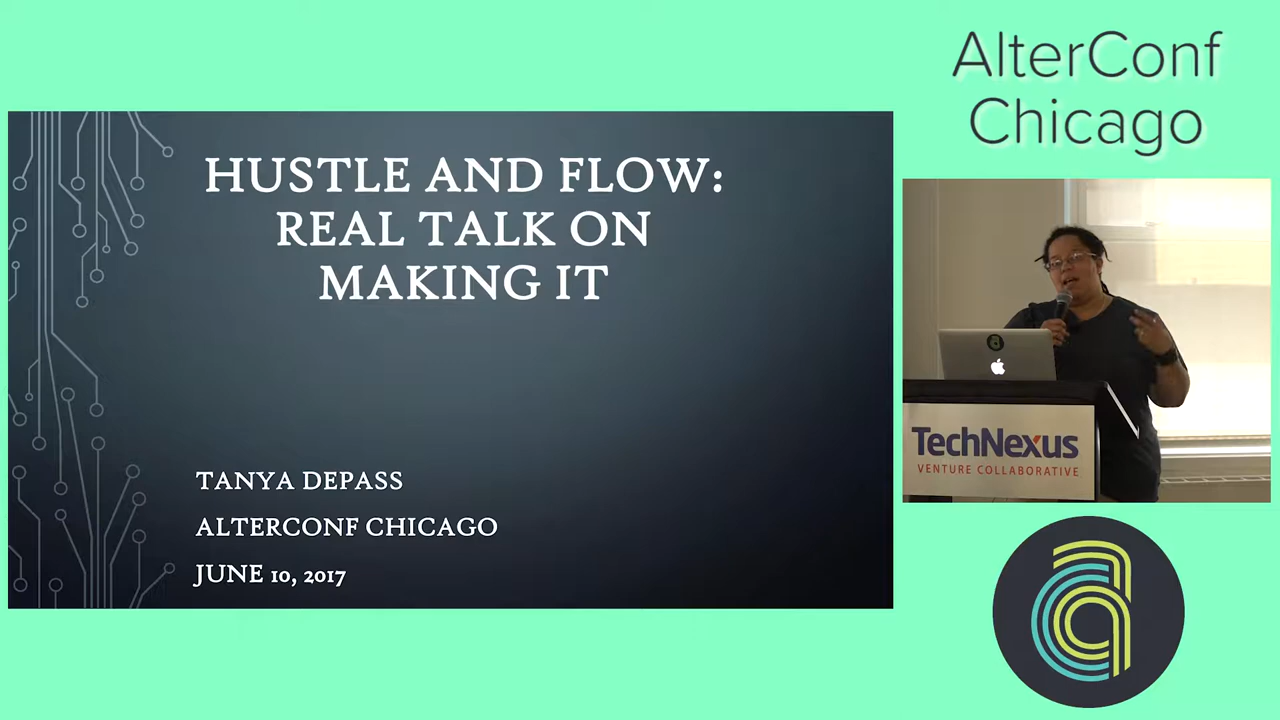 AlterConf
Chicago
HUSTLE AND FLOW:
REAL TALK ON
MAKING IT
TANYA DEPASS
ALTERCONF CHICAGO
JUNE 10, 2017
TechNexus
VENTURE COLLABORATIVE